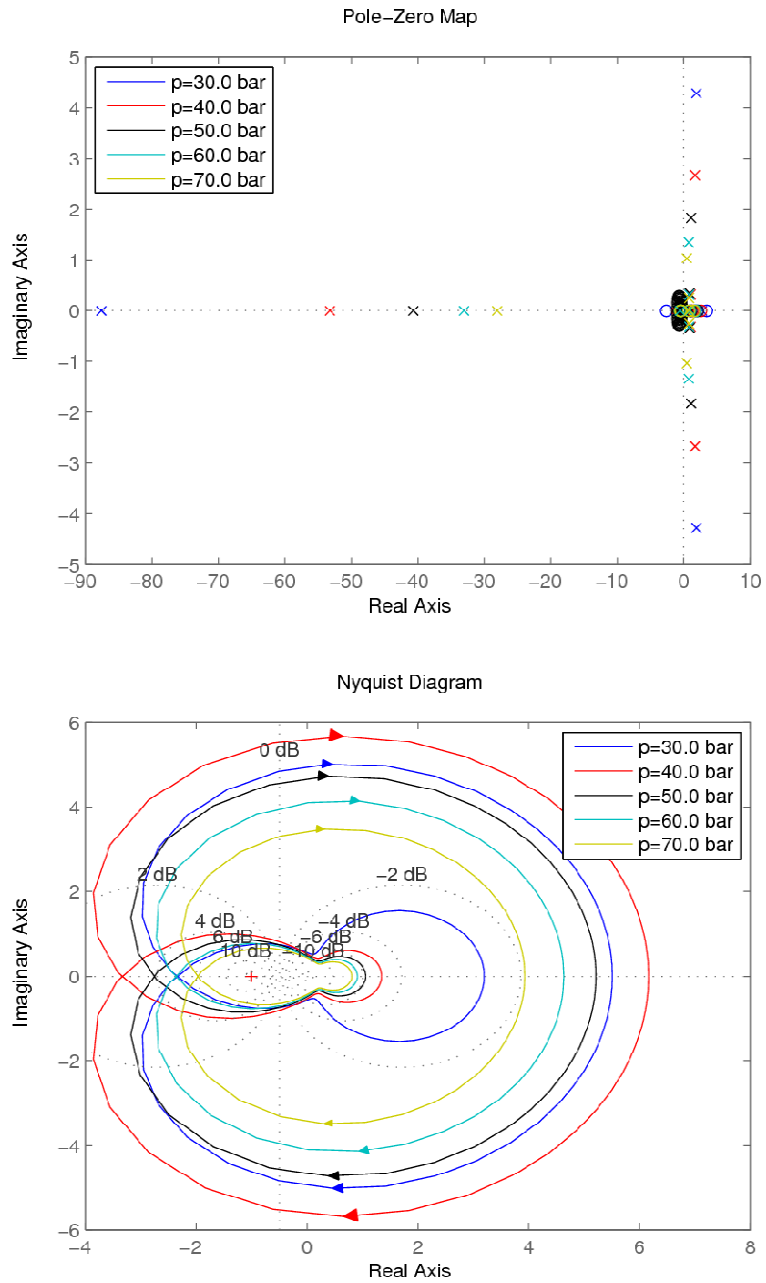 Pole−Zero Map
5
4
3
2
1
0
−1
−2
−3
−4
−5
Imaginary Axis
p=30.0 bar
p=40.0 bar
p=50.0 bar
p=60.0 bar
p=70.0 bar
−90 −80 −70 −60 −50 −40 −30 −20 −10 0 10
Real Axis
Nyquist Diagram
6
4
2
0
−2
−4
−6
Imaginary Axis
0 dB
p=30.0 bar
p=40.0 bar
p=50.0 bar
p=60.0 bar
p=70.0 bar
2 dB −2 dB
4 dB −4 dB
6 dB −6 dB
10 dB −10 dB
−4 −2 0 2 4 6 8
Real Axis